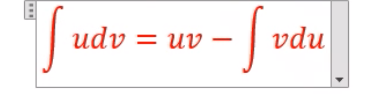 ∫ udv = uv − ∫ vdu